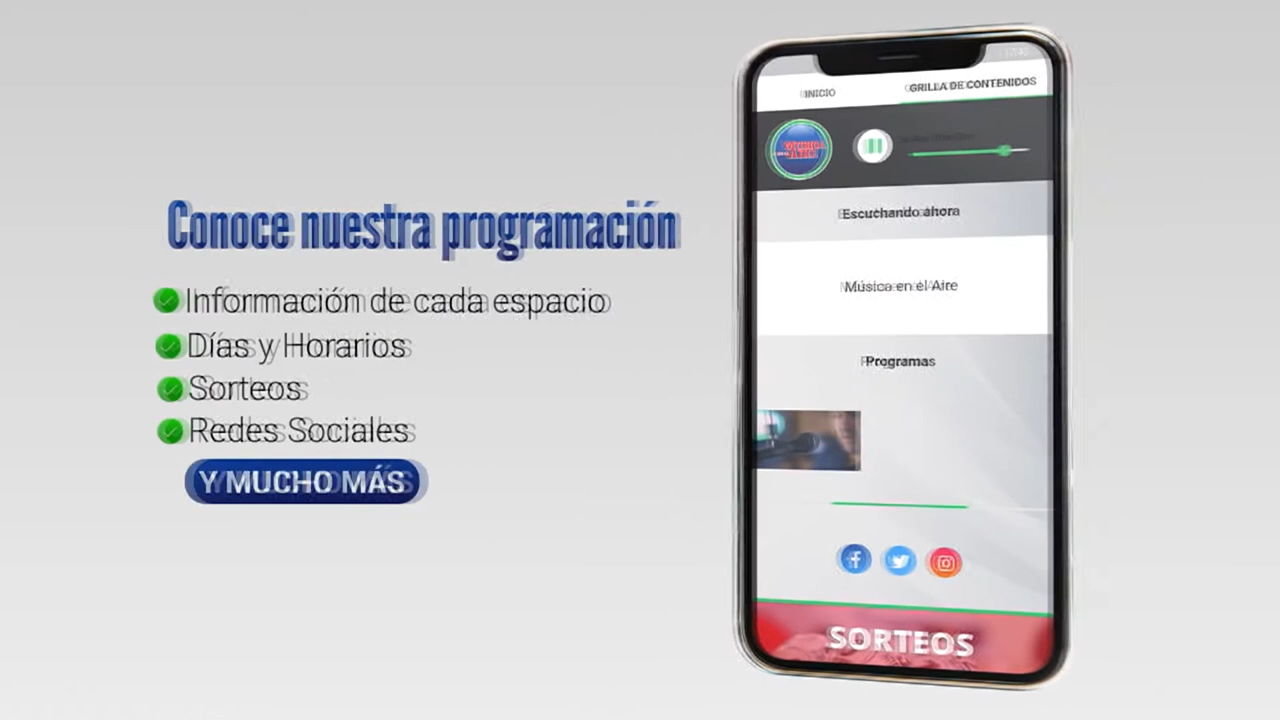 Conoce nuestra programación
Información de cada espacio
Días y Horarios
Sorteos
Redes Sociales
Y MUCHO MÁS
INICIO
GRILLA DE CONTENIDOS
Escuchando ahora
Música en el Aire
Programas
SORTEOS